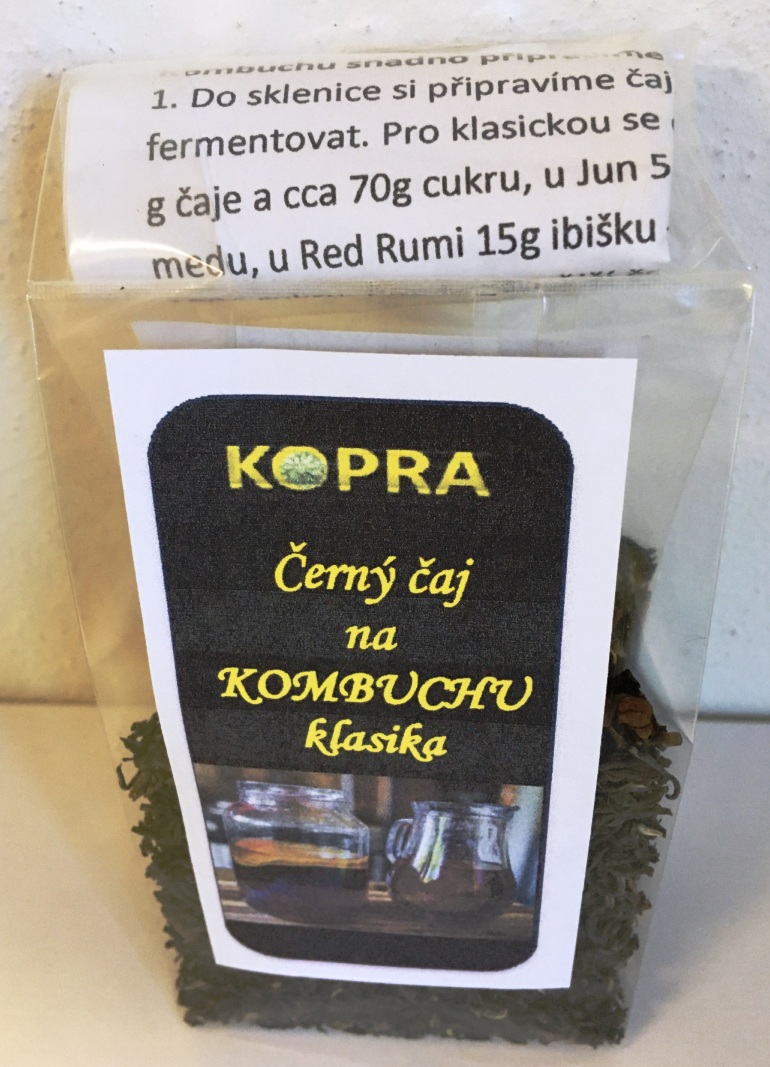 1. Do sklenice si připravíme čaj
fermentovat. Pro klasickou se
g čaje a cca 70g cukru, u Jun 5
medu, u Red Rumi 15g ibišku
KOPRA
Černý čaj
na
KOMBUCHU
klasika